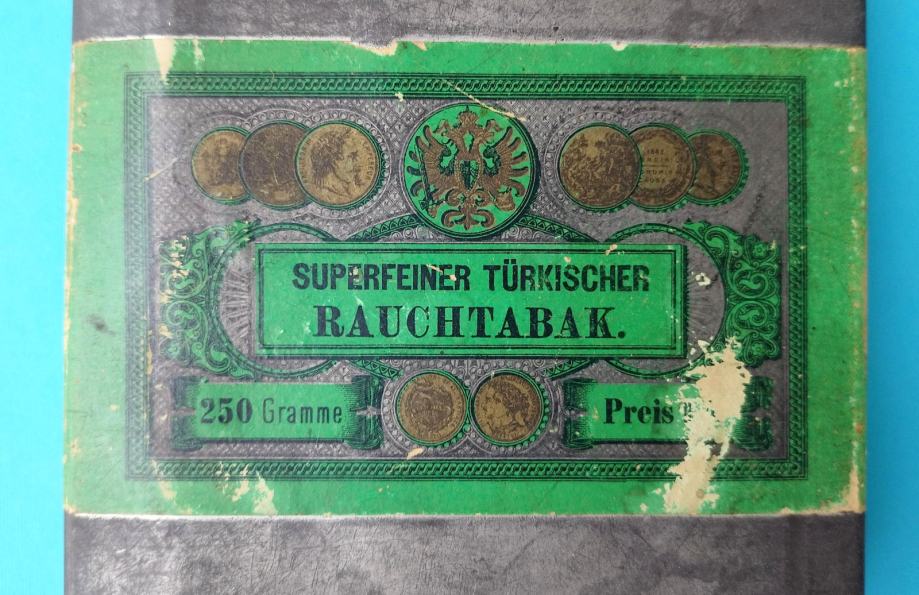 SUPERFEINER TÜRKISCHER
RAUCHTABAK.
250 Gramme
Preis